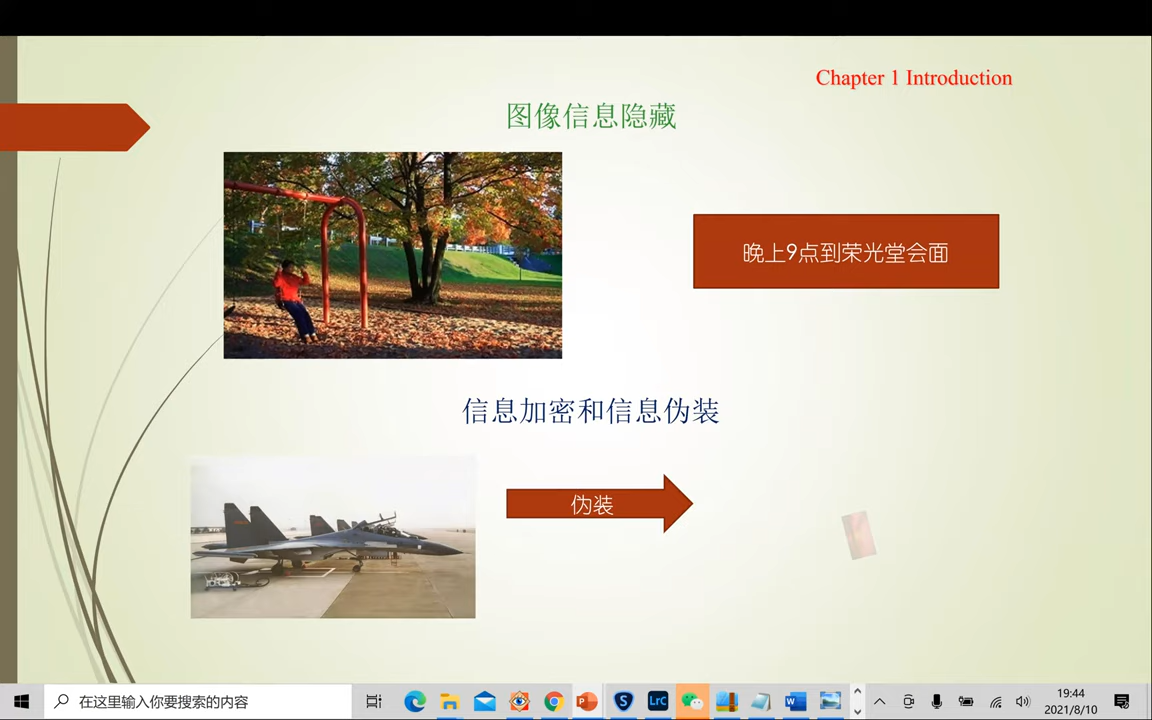 Chapter 1 Introduction
图像信息隐藏
晚上9点到荣光堂会面
信息加密和信息伪装
伪装
在这里输入你要搜索的内容
LrC
19:44
2021/8/10